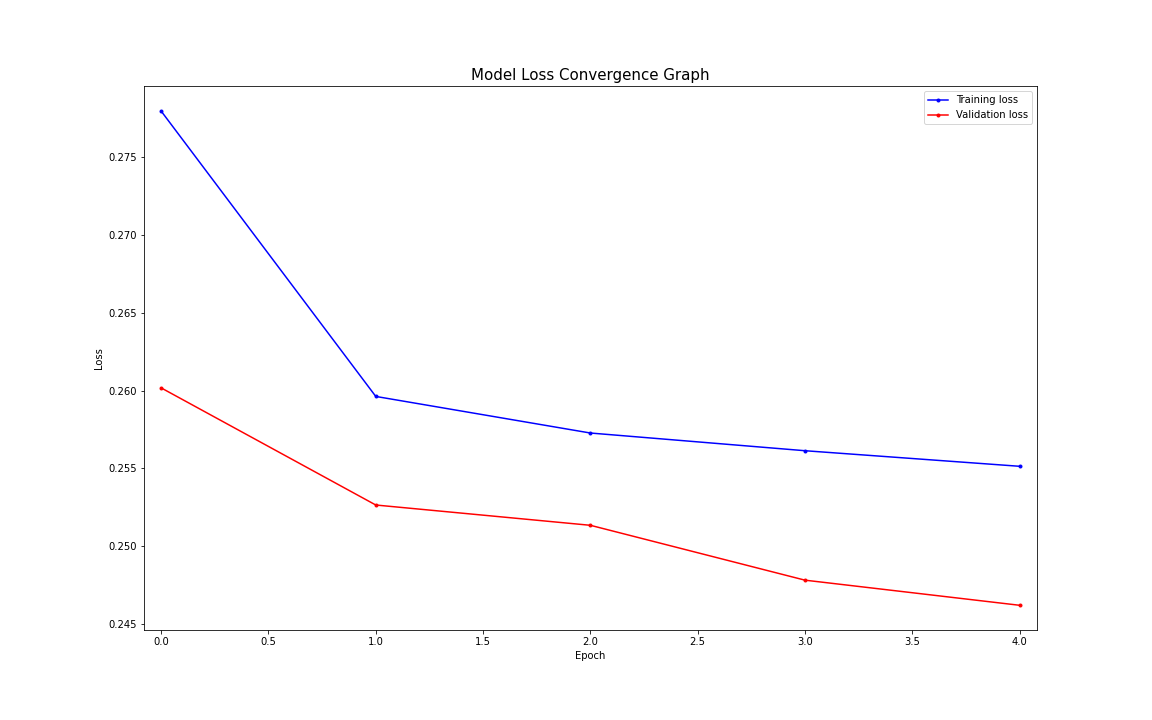 Model Loss Convergence Graph
Training loss
Validation loss
0.275
0.270
0.265
0.260
0.255
0.250
0.245
Loss
0.0 0.5 1.0 1.5 2.0 2.5 3.0 3.5 4.0
Epoch